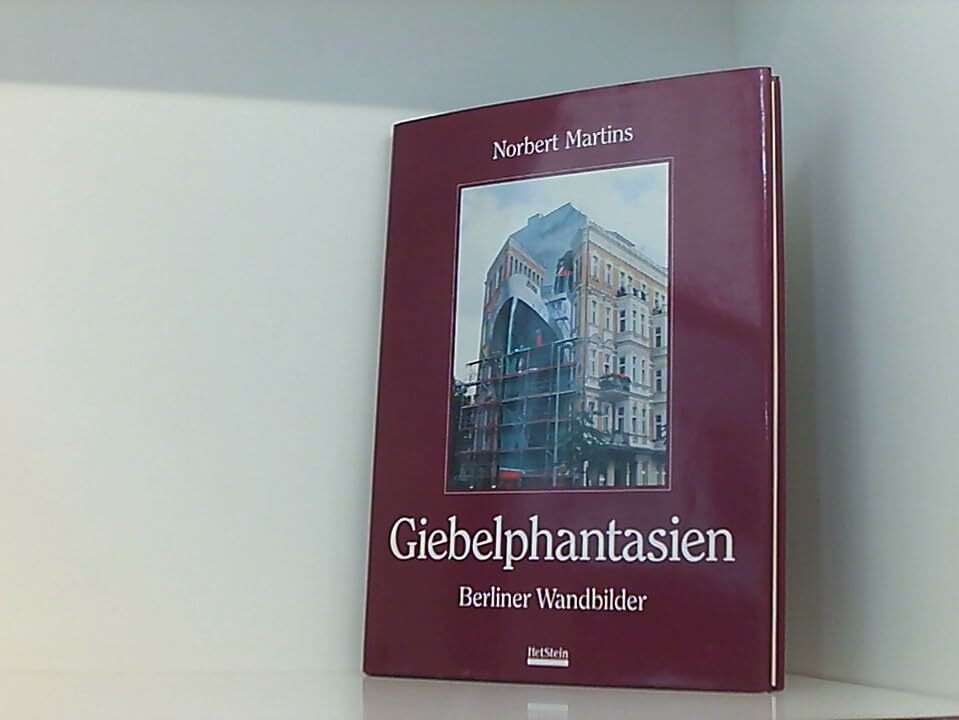 Norbert Martins
Giebelphantasien
Berliner Wandbilder
HetStein